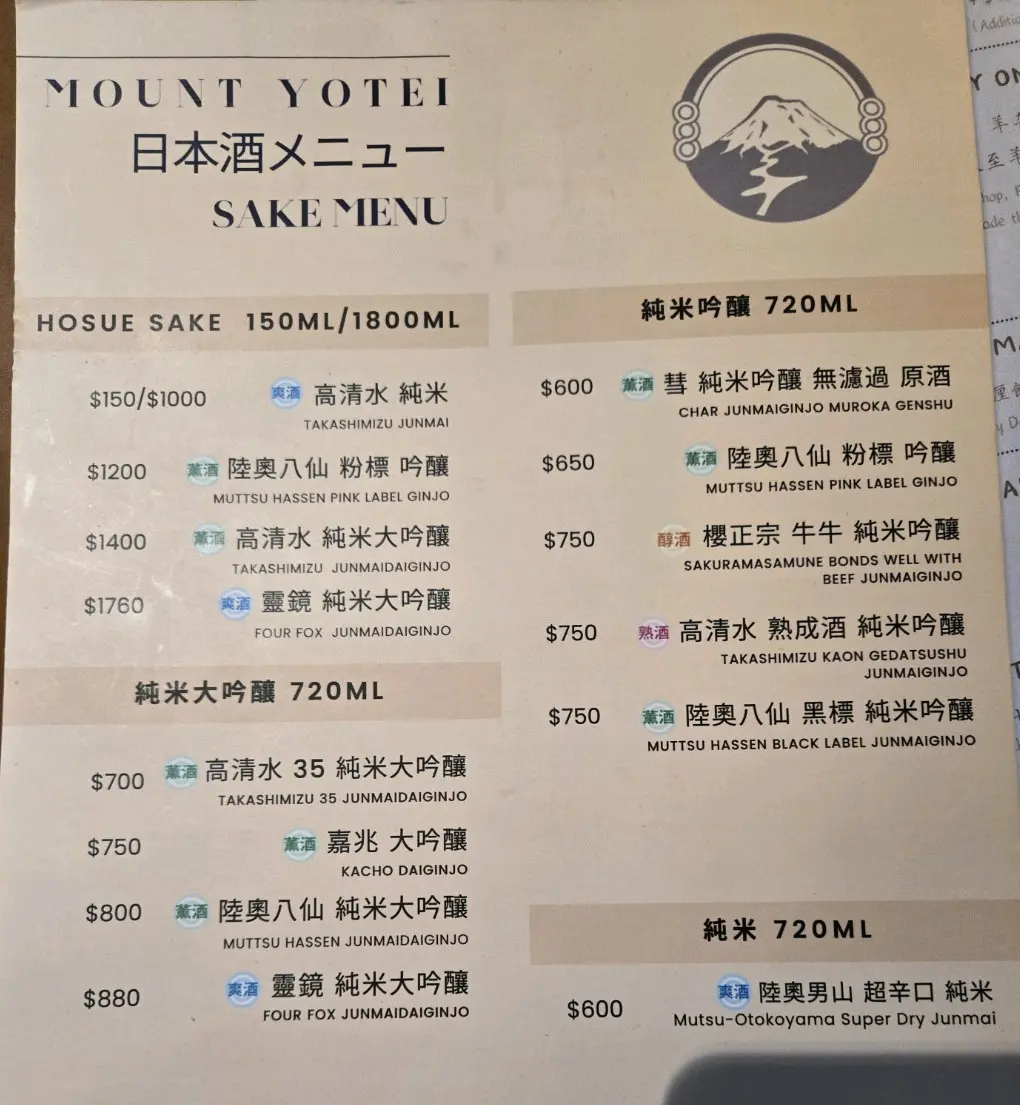 MOUNT YOTEI
日本酒メニュー
SAKE MENU
HOSUE SAKE 150ML/1800ML
$150/$1000 爽酒 高清水 純米
TAKASHIMIZU JUNMAI
$1200 薫酒 陸奧八仙 粉標 吟釀
MUTTSU HASSEN PINK LABEL GINJO
$1400 薫酒 高清水 純米大吟釀
TAKASHIMIZU JUNMAIDAIGINJO
$1760 爽酒 靈鏡 純米大吟釀
FOUR FOX JUNMAIDAIGINJO
純米大吟釀 720ML
$700 薫酒 高清水 35 純米大吟釀
TAKASHIMIZU 35 JUNMAIDAIGINJO
$750 薫酒 嘉兆 大吟釀
KACHO DAIGINJO
$800 薫酒 陸奧八仙 純米大吟釀
MUTTSU HASSEN JUNMAIDAIGINJO
$880 爽酒 靈鏡 純米大吟釀
FOUR FOX JUNMAIDAIGINJO
純米吟釀 720ML
$600 薫酒 彗 純米吟釀 無濾過 原酒
CHAR JUNMAIGINJO MUROKA GENSHU
$650 薫酒 陸奧八仙 粉標 吟釀
MUTTSU HASSEN PINK LABEL GINJO
$750 醇酒 櫻正宗 牛牛 純米吟釀
SAKURAMASAMUNE BONDS WELL WITH
BEEF JUNMAIGINJO
$750 熟酒 高清水 熟成酒 純米吟釀
TAKASHIMIZU KAON GEDATSUSHU
JUNMAIGINJO
$750 薫酒 陸奧八仙 黑標 純米吟釀
MUTTSU HASSEN BLACK LABEL JUNMAIGINJO
純米 720ML
$600 爽酒 陸奧男山 超辛口 純米
Mutsu-Otokoyama Super Dry Junmai